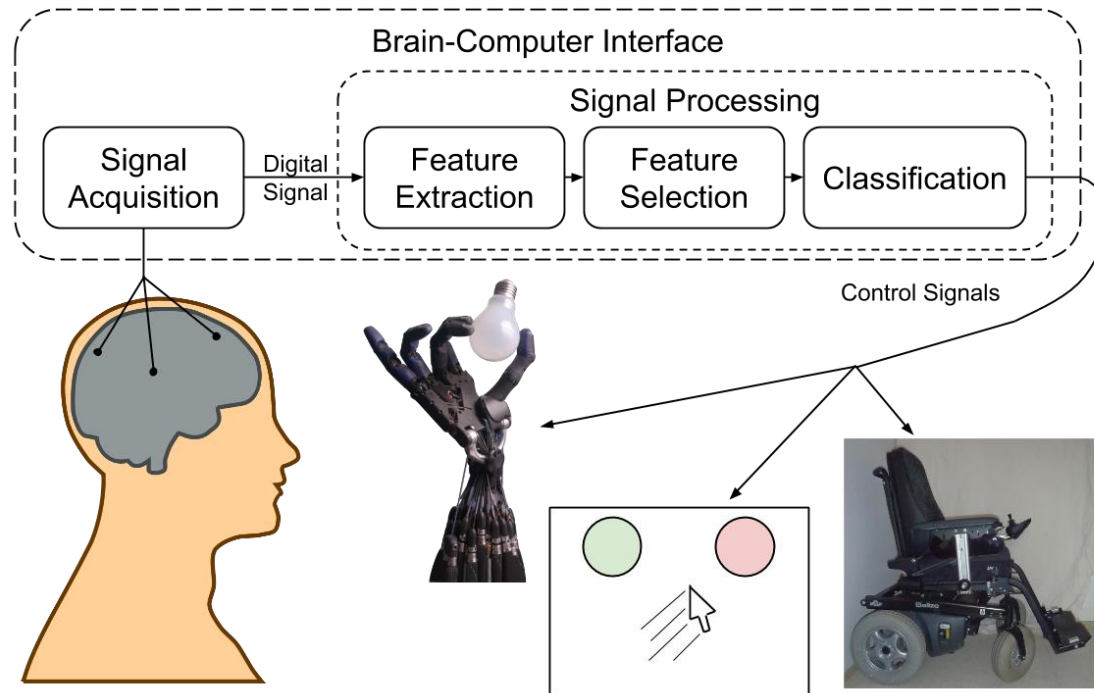 Brain-Computer Interface
Signal Processing
Signal
Acquisition
Digital
Signal
Feature
Extraction
Feature
Selection
Classification
Control Signals